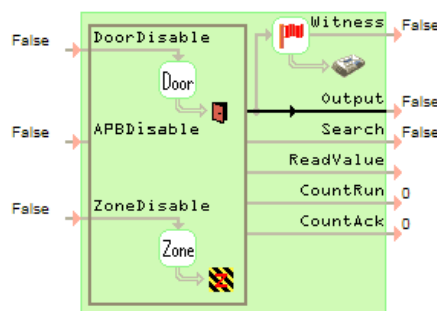 Witness False
False DoorDisable
Door
Output False
False APBDisable Search False
ReadValue
False ZoneDisable CountRun 0
CountAck 0
Zone